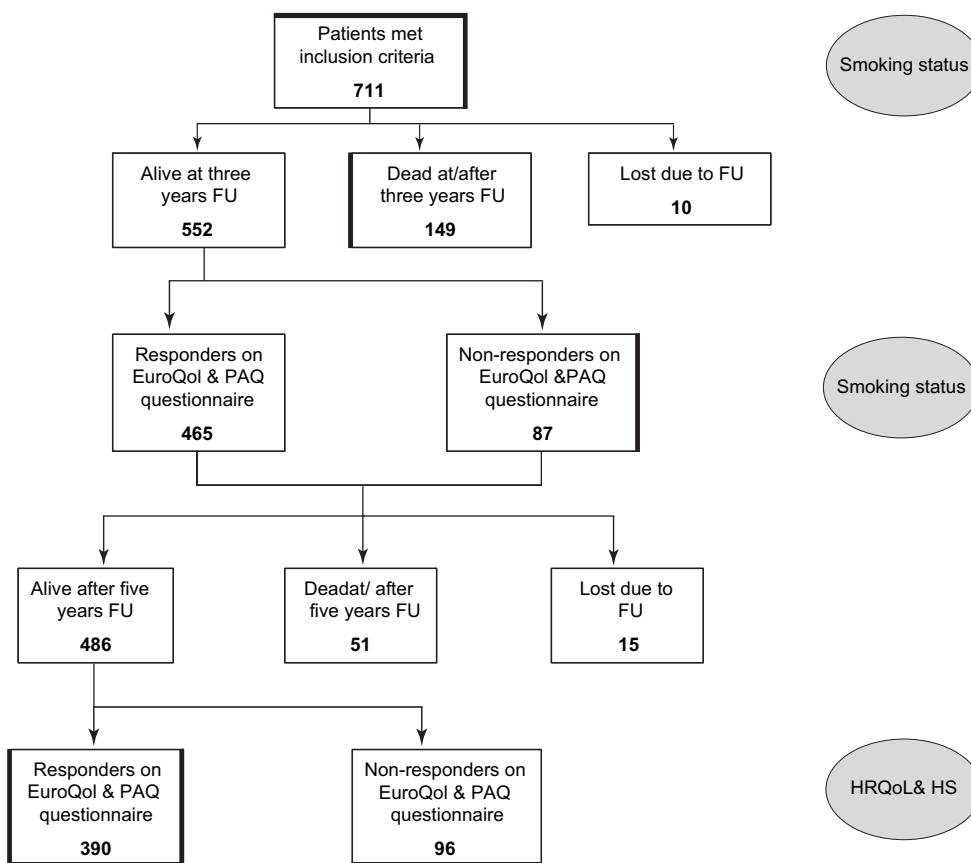 Patients met
inclusion criteria
711
Smoking status
Alive at three
years FU
552
Dead at/after
three years FU
149
Lost due to FU
10
Responders on
EuroQol & PAQ
questionnaire
465
Non-responders on
EuroQol &PAQ
questionnaire
87
Smoking status
Alive after five
years FU
486
Deadat/ after
five years FU
51
Lost due to
FU
15
Responders on
EuroQol & PAQ
questionnaire
390
Non-responders on
EuroQol & PAQ
questionnaire
96
HRQoL& HS